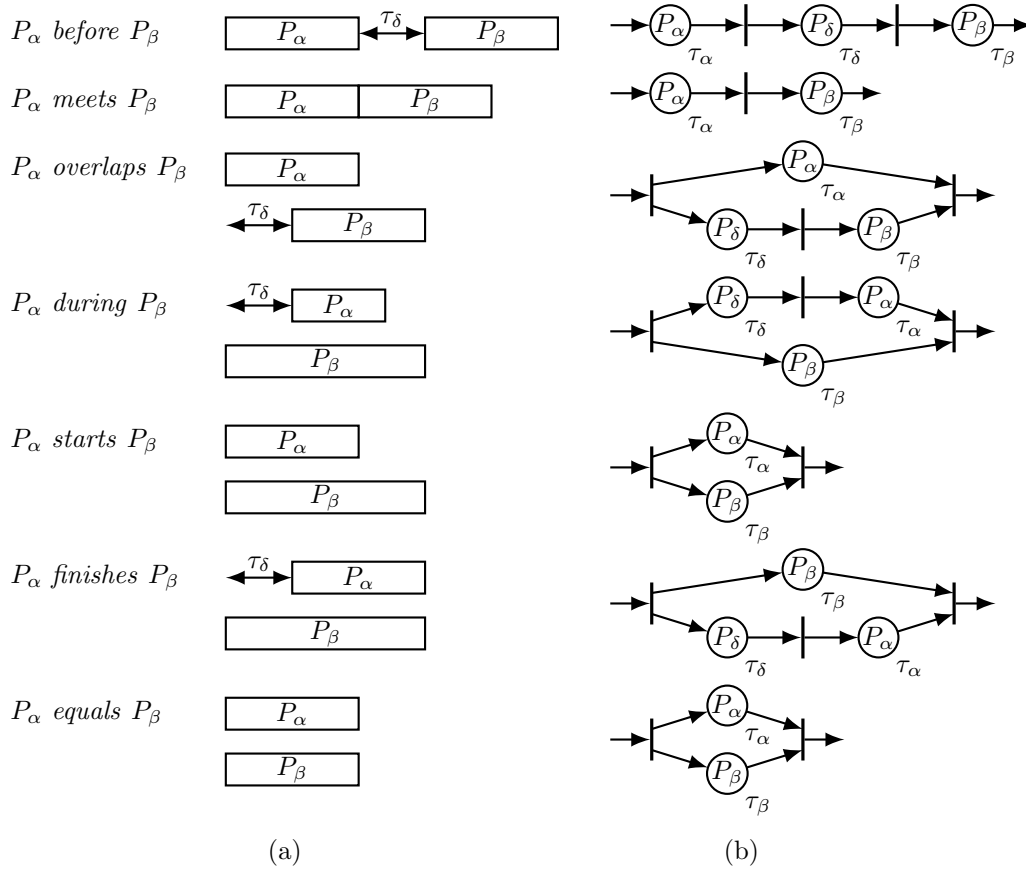 P_α before P_β P_α τ_δ P_β P_α τ_α P_δ τ_δ P_β τ_β
P_α meets P_β P_α P_β P_α τ_α P_β τ_β
P_α overlaps P_β P_α P_α τ_α
τ_δ P_β P_δ τ_δ P_β τ_β
P_α during P_β τ_δ P_α P_δ τ_δ P_α τ_α
P_β P_β τ_β
P_α starts P_β P_α P_α τ_α
P_β P_β τ_β
P_α finishes P_β τ_δ P_α P_β τ_β
P_β P_δ τ_δ P_α τ_α
P_α equals P_β P_α P_α τ_α
P_β P_β τ_β
(a) (b)